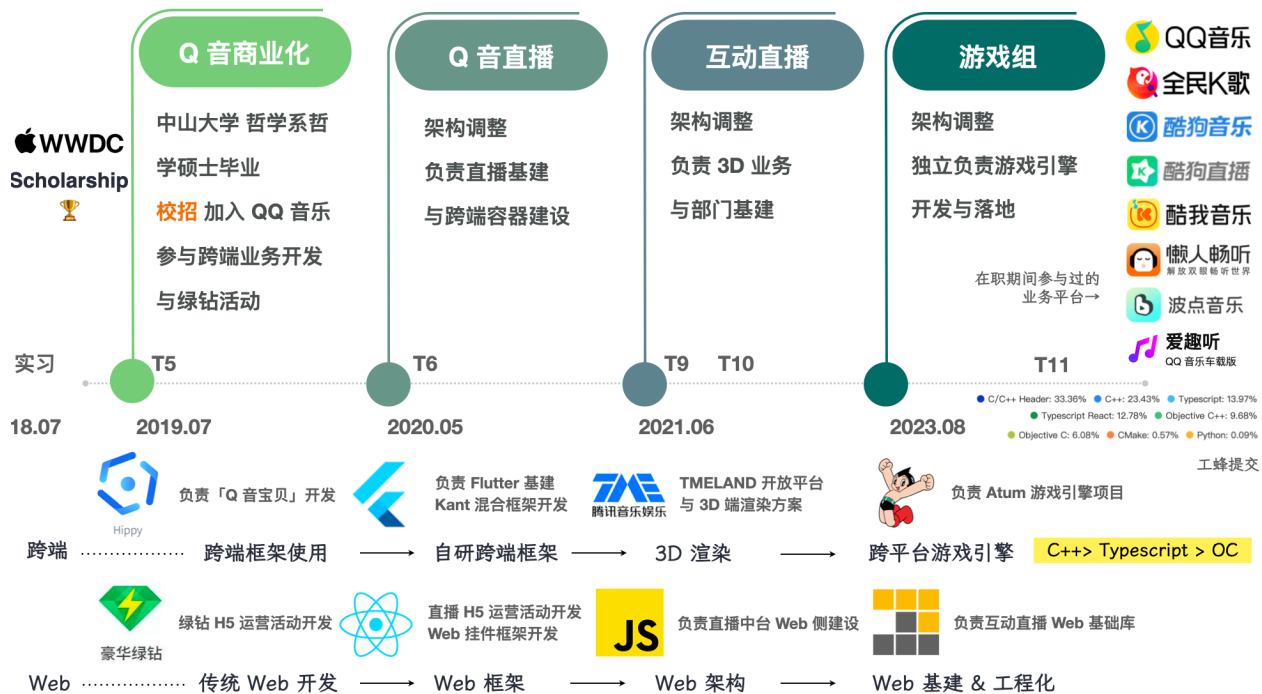 Q 音商业化
Q 音直播
互动直播
游戏组
WWDC
Scholarship
中山大学 哲学系哲
学硕士毕业
校招 加入 QQ 音乐
参与跨端业务开发
与绿钻活动
架构调整
负责直播基建
与跨端容器建设
架构调整
负责 3D 业务
与部门基建
架构调整
独立负责游戏引擎
开发与落地
在职期间参与过的
业务平台→
QQ音乐
全民K歌
酷狗音乐
酷狗直播
酷我音乐
懒人畅听
解放双眼畅听世界
波点音乐
爱趣听
QQ 音乐车载版
实习
T5
T6
T9
T10
T11
18.07
2019.07
2020.05
2021.06
2023.08
C/C++ Header: 33.36%
C++: 23.43%
Typescript: 13.97%
Typescript React: 12.78%
Objective C++: 9.68%
Objective C: 6.08%
CMake: 0.57%
Python: 0.09%
工蜂提交
Hippy
负责「Q 音宝贝」开发
负责 Flutter 基建
Kant 混合框架开发
TME
腾讯音乐娱乐
TMELAND 开放平台
与 3D 端渲染方案
负责 Atum 游戏引擎项目
跨端
跨端框架使用
自研跨端框架
3D 渲染
跨平台游戏引擎
C++> Typescript > OC
豪华绿钻
绿钻 H5 运营活动开发
直播 H5 运营活动开发
Web 挂件框架开发
JS
负责直播中台 Web 侧建设
负责互动直播 Web 基础库
Web
传统 Web 开发
Web 框架
Web 架构
Web 基建 & 工程化